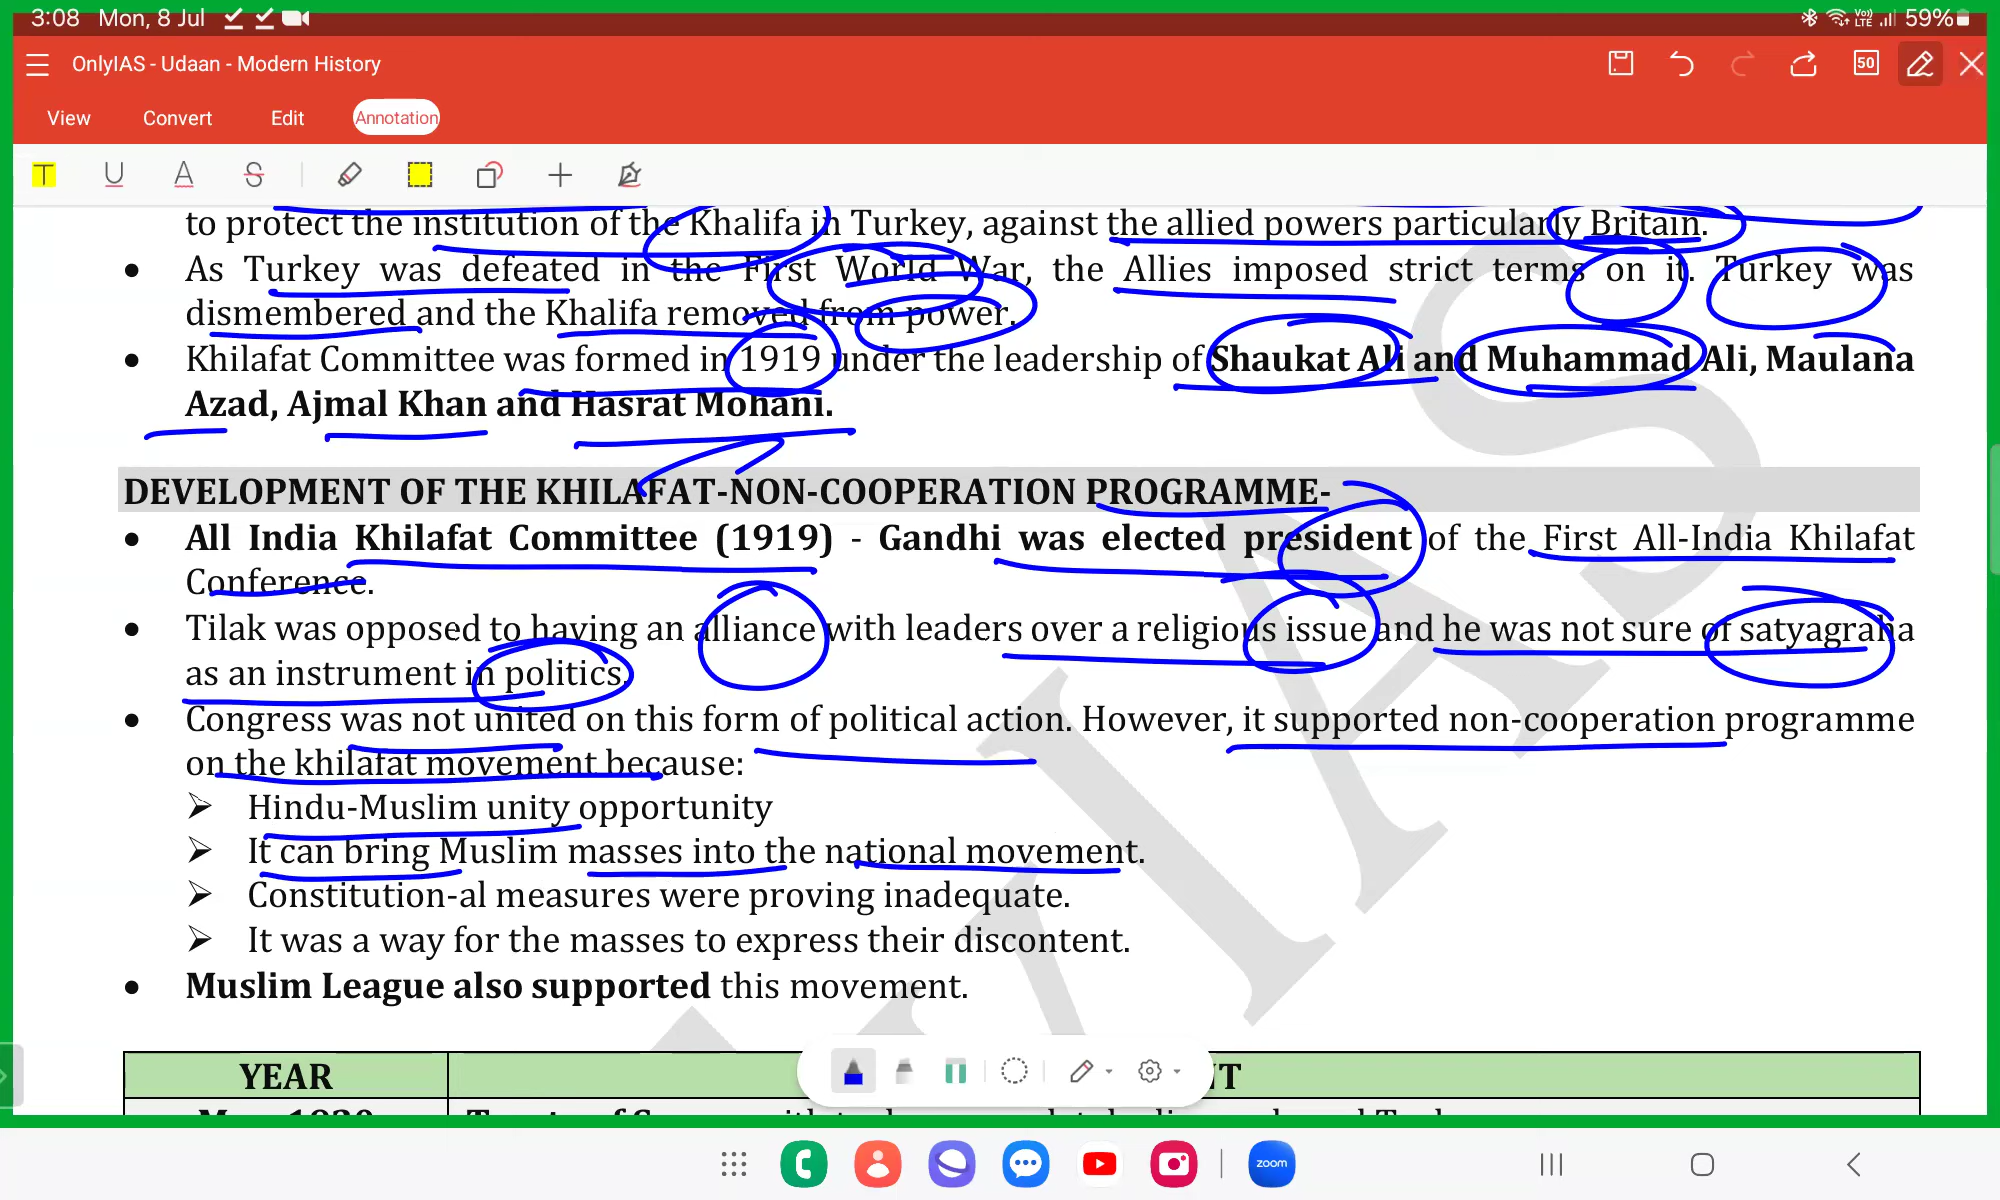 3:08 Mon, 8 Jul 59%
OnlyIAS - Udaan - Modern History
50
View Convert Edit Annotation
T U A S
to protect the institution of the Khalifa in Turkey, against the allied powers particularly Britain.
• As Turkey was defeated in the First World War, the Allies imposed strict terms on it. Turkey was
dismembered and the Khalifa removed from power.
• Khilafat Committee was formed in 1919 under the leadership of Shaukat Ali and Muhammad Ali, Maulana
Azad, Ajmal Khan and Hasrat Mohani.
DEVELOPMENT OF THE KHILAFAT-NON-COOPERATION PROGRAMME-
• All India Khilafat Committee (1919) - Gandhi was elected president of the First All-India Khilafat
Conference.
• Tilak was opposed to having an alliance with leaders over a religious issue and he was not sure of satyagraha
as an instrument in politics.
• Congress was not united on this form of political action. However, it supported non-cooperation programme
on the khilafat movement because:
➢ Hindu-Muslim unity opportunity
➢ It can bring Muslim masses into the national movement.
➢ Constitution-al measures were proving inadequate.
➢ It was a way for the masses to express their discontent.
• Muslim League also supported this movement.
YEAR
zoom